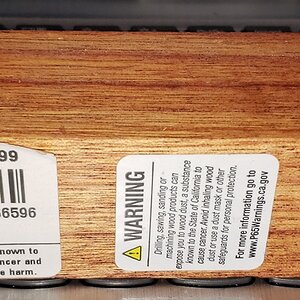 99
6596
nown to
ncer and
e harm.
WARNING
Drilling, sawing, sanding or
machining wood products can
expose you to wood dust, a substance
known to the State of California to
cause cancer. Avoid inhaling wood
dust or use a dust mask or other
safeguards for personal protection.
For more information go to
www.P65Warnings.ca.gov